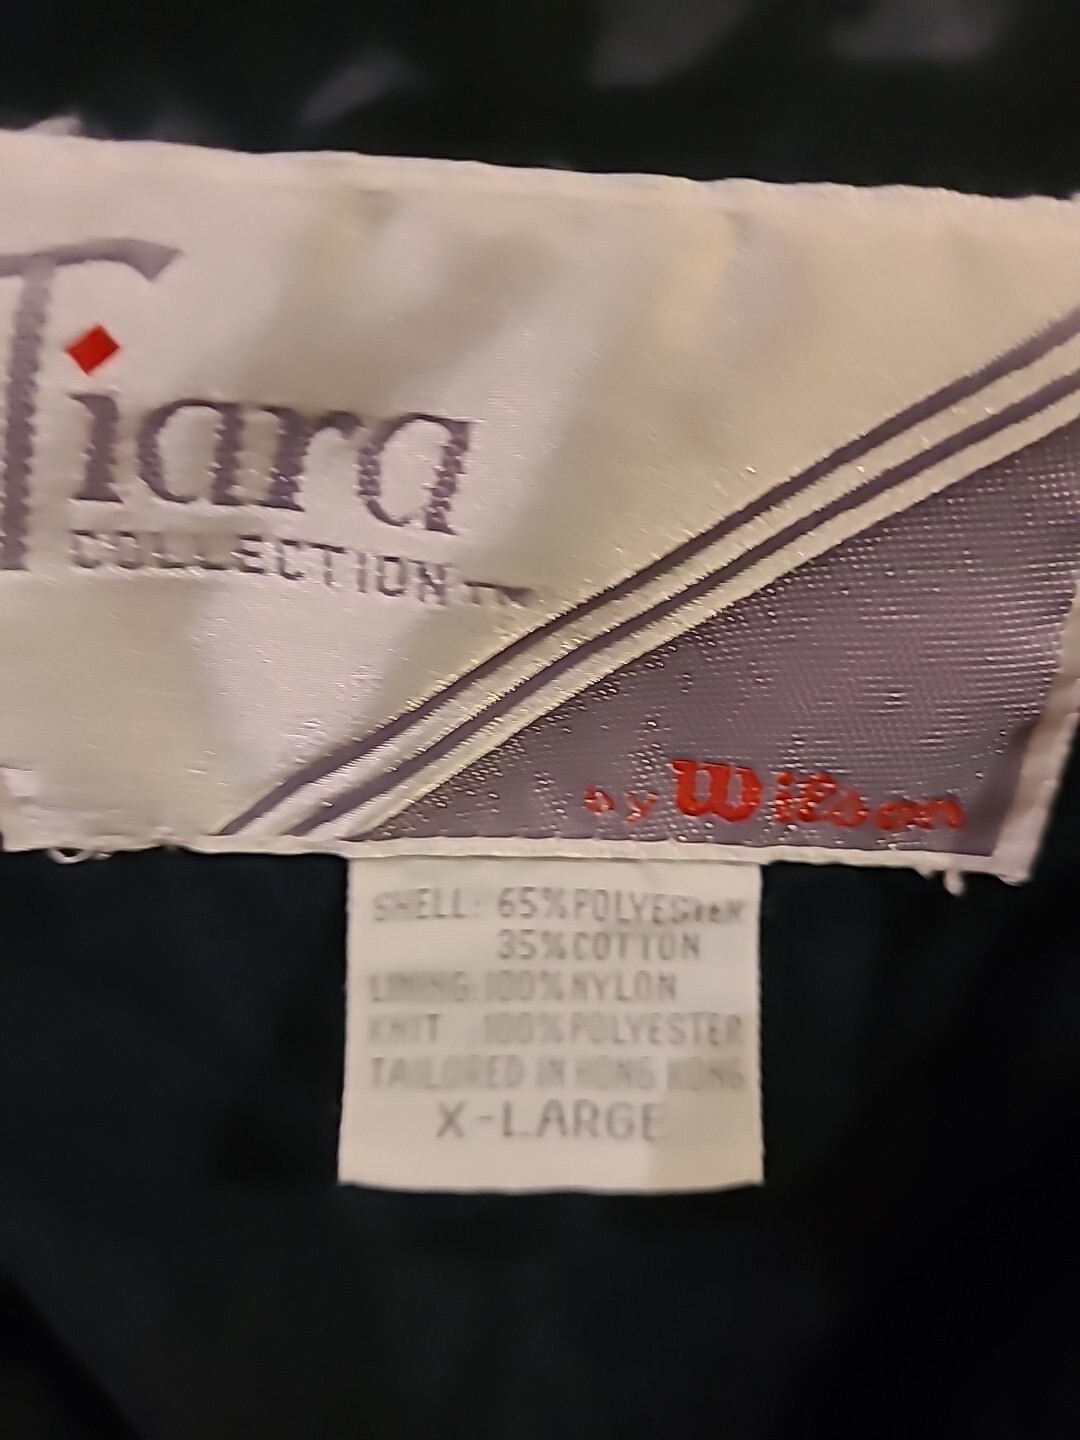 Tiara
COLLECTION™
by Wilson
SHELL: 65% POLYESTER
35% COTTON
LINING: 100% NYLON
KNIT 100% POLYESTER
TAILORED IN HONG KONG
X-LARGE